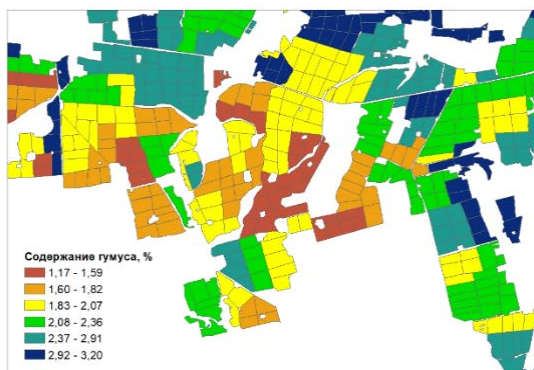 Содержание гумуса, %
1,17 - 1,59
1,60 - 1,82
1,83 - 2,07
2,08 - 2,36
2,37 - 2,91
2,92 - 3,20